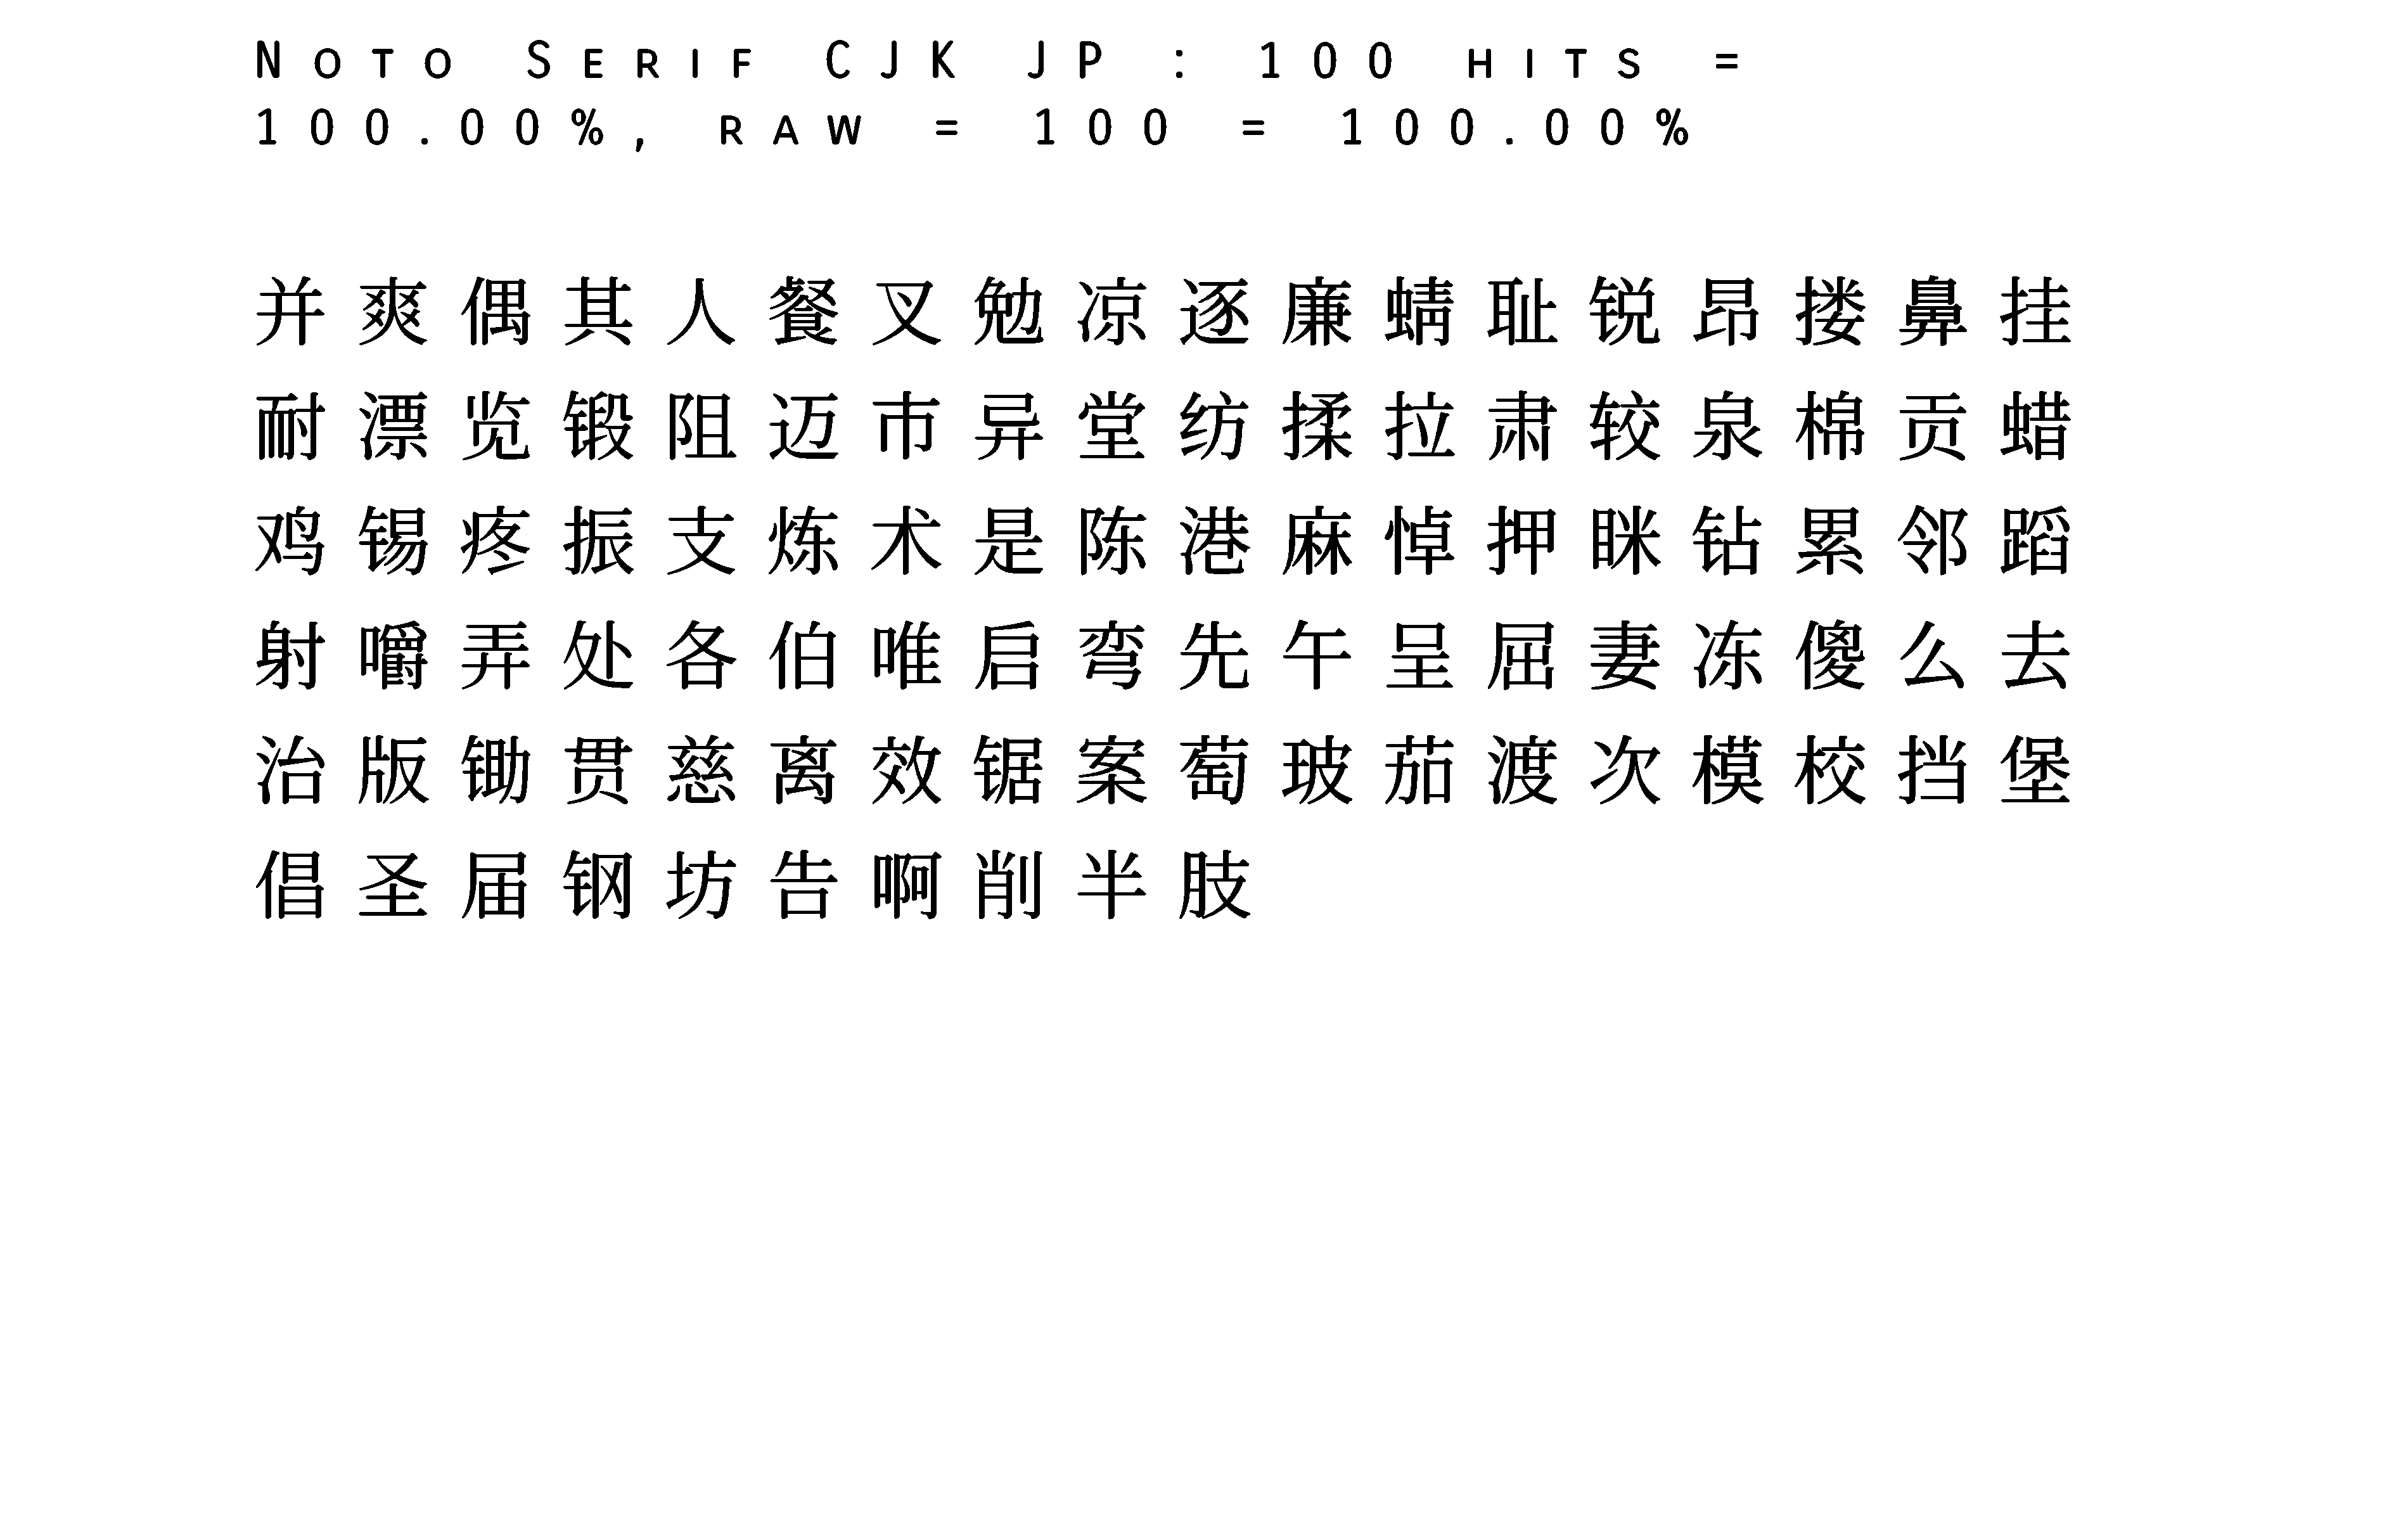 Noto Serif CJK JP : 100 hits =
100.00%, raw = 100 = 100.00%
并爽偶其人餐叉勉凉逐廉蜻耻锐昂搂鼻挂
耐漂览锻阻迈市异堂纺揉拉肃较泉棉贡蜡
鸡锡疼振支炼术是陈港麻悼押眯钻累邻蹈
射嚼弄处各伯唯启弯先午呈屈妻冻傻么去
治版锄贯慈离效锯案萄玻茄渡次模校挡堡
倡圣届钢坊告啊削半肢